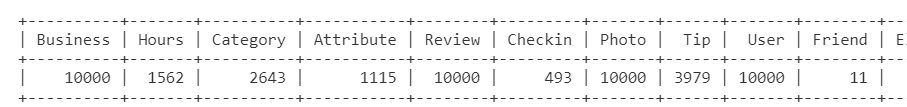 Business | Hours | Category | Attribute | Review | Checkin | Photo | Tip | User | Friend |
10000 | 1562 | 2643 | 1115 | 10000 | 493 | 10000 | 3979 | 10000 | 11 |